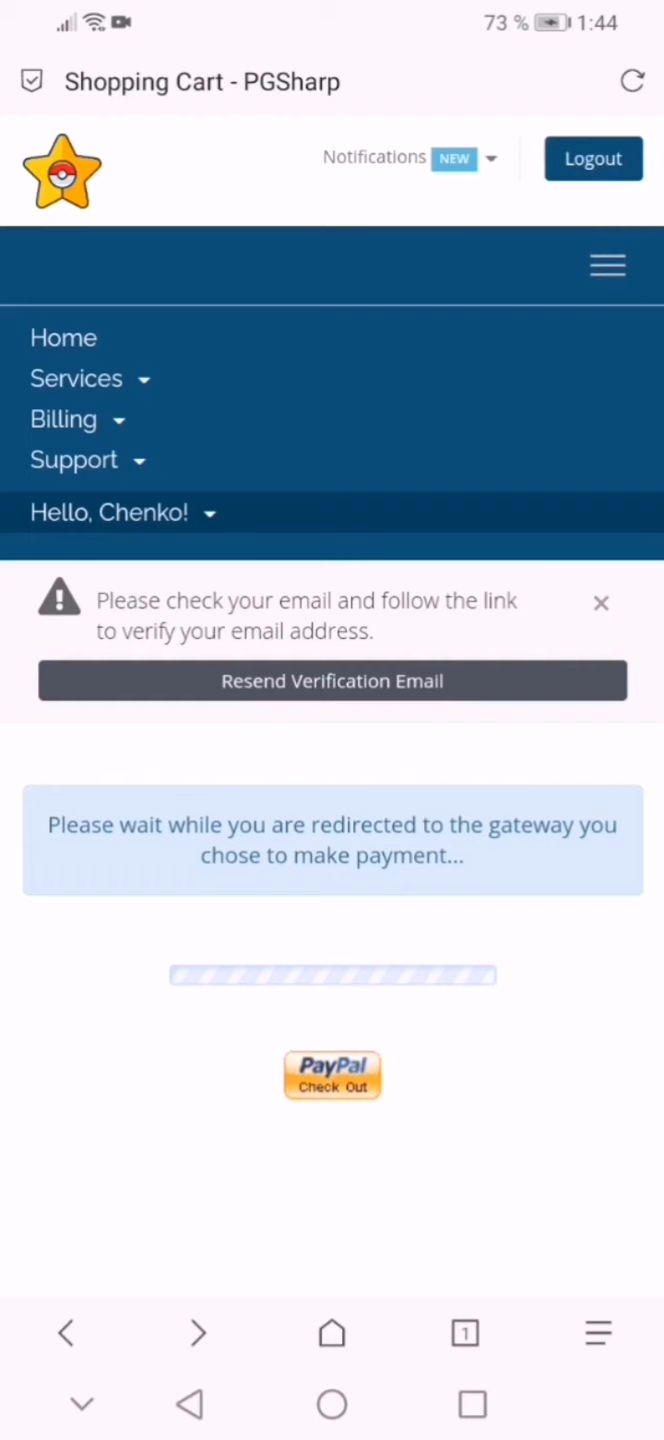 73 % 1:44
Shopping Cart - PGSharp
Notifications NEW
Logout
Home
Services
Billing
Support
Hello, Chenko!
Please check your email and follow the link
to verify your email address.
Resend Verification Email
Please wait while you are redirected to the gateway you
chose to make payment...
PayPal
Check Out
1